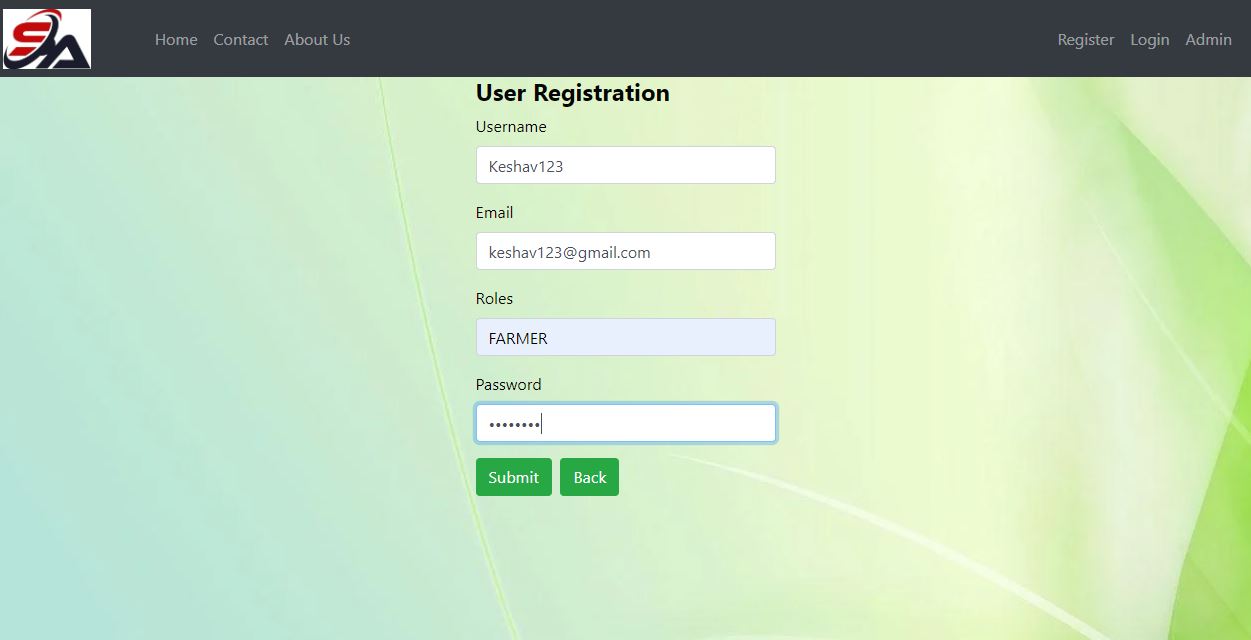 SA
Home Contact About Us Register Login Admin
User Registration
Username
Keshav123
Email
keshav123@gmail.com
Roles
FARMER
Password
••••••••
Submit Back